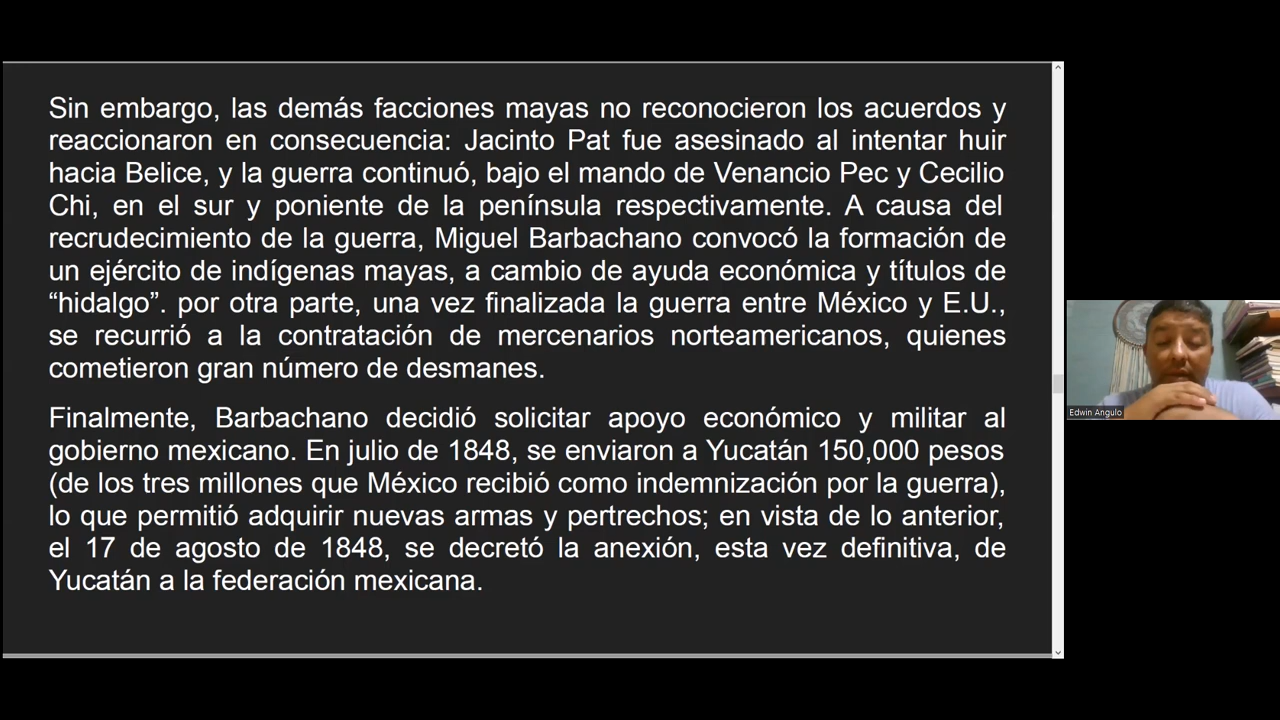 Sin embargo, las demás facciones mayas no reconocieron los acuerdos y
reaccionaron en consecuencia: Jacinto Pat fue asesinado al intentar huir
hacia Belice, y la guerra continuó, bajo el mando de Venancio Pec y Cecilio
Chi, en el sur y poniente de la península respectivamente. A causa del
recrudecimiento de la guerra, Miguel Barbachano convocó la formación de
un ejército de indígenas mayas, a cambio de ayuda económica y títulos de
“hidalgo”. por otra parte, una vez finalizada la guerra entre México y E.U.,
se recurrió a la contratación de mercenarios norteamericanos, quienes
cometieron gran número de desmanes.
Finalmente, Barbachano decidió solicitar apoyo económico y militar al
gobierno mexicano. En julio de 1848, se enviaron a Yucatán 150,000 pesos
(de los tres millones que México recibió como indemnización por la guerra),
lo que permitió adquirir nuevas armas y pertrechos; en vista de lo anterior,
el 17 de agosto de 1848, se decretó la anexión, esta vez definitiva, de
Yucatán a la federación mexicana.
Edwin Angulo